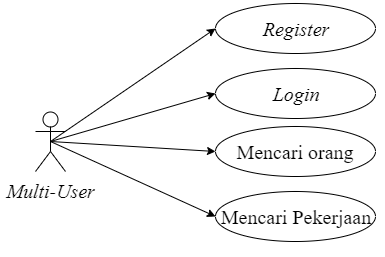 Register
Login
Mencari orang
Multi-User
Mencari Pekerjaan